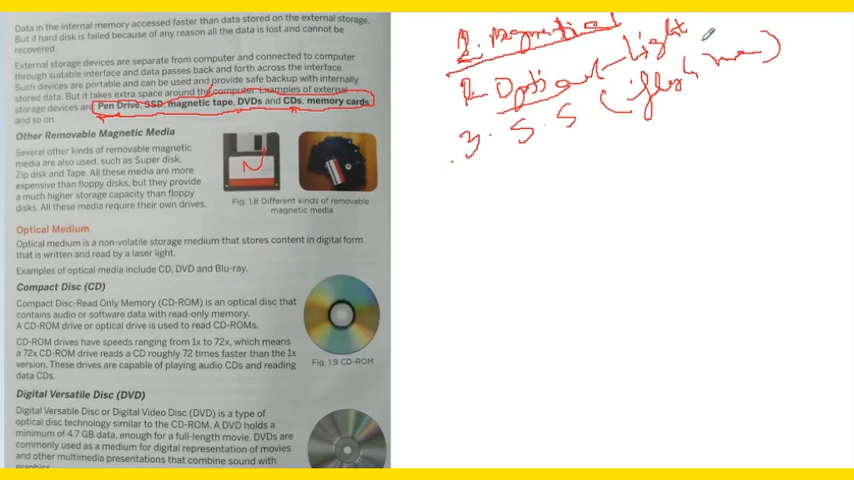 Data in the internal memory accessed faster than data stored on the external storage.
But if hard disk is failed because of any reason all the data is lost and cannot be
recovered.
External storage devices are separate from computer and connected to computer
through suitable interface and data passes back and forth across the interface.
Such devices are portable and can be used and provide safe backup with internally
stored data. But it takes extra space around the computer. Examples of external
storage devices are Pen Drive, SSD, magnetic tape, DVDs and CDs, memory cards
and so on.
Other Removable Magnetic Media
Several other kinds of removable magnetic
media are also used, such as Super disk,
Zip disk and Tape. All these media are more
expensive than floppy disks, but they provide
a much higher storage capacity than floppy
disks. All these media require their own drives.
Fig. 1.8 Different kinds of removable
magnetic media
Optical Medium
Optical medium is a non-volatile storage medium that stores content in digital form
that is written and read by a laser light.
Examples of optical media include CD, DVD and Blu-ray.
Compact Disc (CD)
Compact Disc-Read Only Memory (CD-ROM) is an optical disc that
contains audio or software data with read-only memory.
A CD-ROM drive or optical drive is used to read CD-ROMs.
CD-ROM drives have speeds ranging from 1x to 72x, which means
a 72x CD-ROM drive reads a CD roughly 72 times faster than the 1x
version. These drives are capable of playing audio CDs and reading
data CDs.
Fig. 1.9 CD-ROM
Digital Versatile Disc (DVD)
Digital Versatile Disc or Digital Video Disc (DVD) is a type of
optical disc technology similar to the CD-ROM. A DVD holds a
minimum of 4.7 GB data, enough for a full-length movie. DVDs are
commonly used as a medium for digital representation of movies
and other multimedia presentations that combine sound with
graphics.
Magnetical
Light
3. S. S (flash